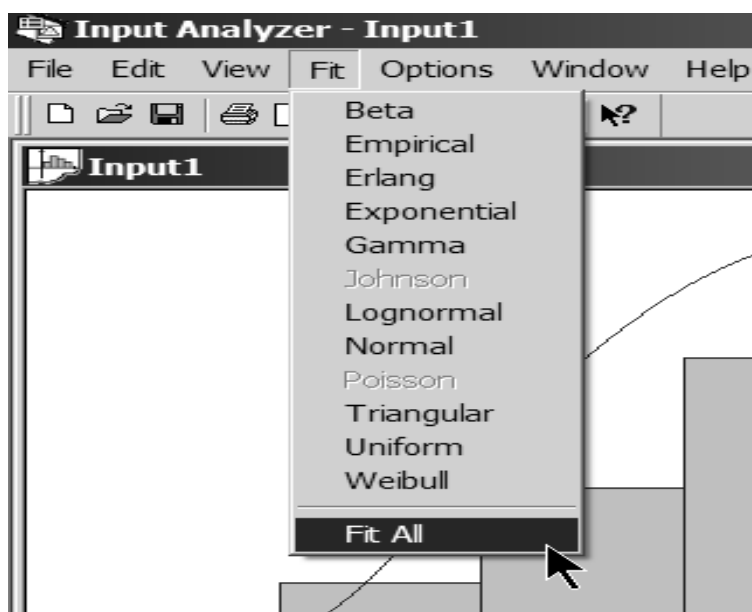 Input Analyzer - Input1
File Edit View Fit Options Window Help
Input1
Beta
Empirical
Erlang
Exponential
Gamma
Johnson
Lognormal
Normal
Poisson
Triangular
Uniform
Weibull
Fit All